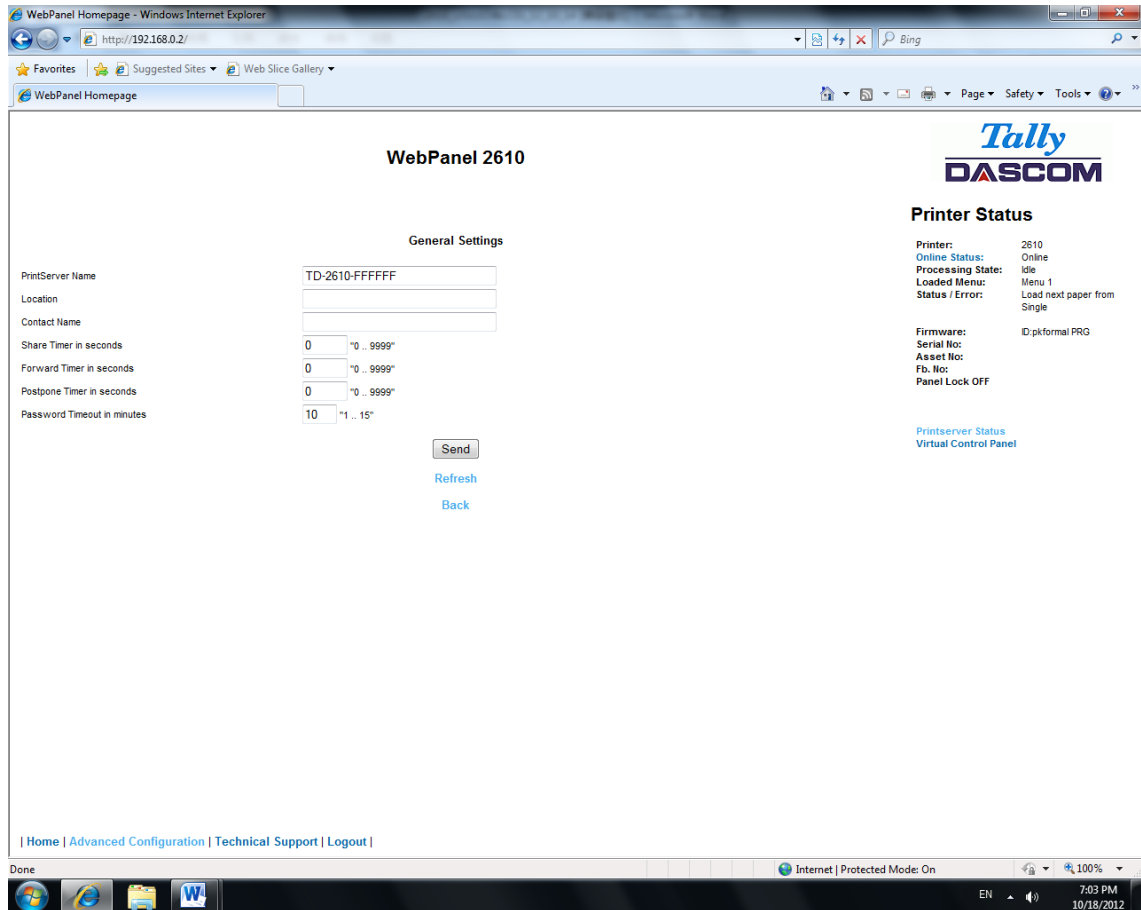 WebPanel Homepage - Windows Internet Explorer
http://192.168.0.2/
Bing
Favorites
Suggested Sites
Web Slice Gallery
WebPanel Homepage
Page
Safety
Tools
WebPanel 2610
General Settings
PrintServer Name
TD-2610-FFFFFF
Location
Contact Name
Share Timer in seconds
0 "0 .. 9999"
Forward Timer in seconds
0 "0 .. 9999"
Postpone Timer in seconds
0 "0 .. 9999"
Password Timeout in minutes
10 "1 .. 15"
Send
Refresh
Back
Tally
DASCOM
Printer Status
Printer: 2610
Online Status: Online
Processing State: Idle
Loaded Menu: Menu 1
Status / Error: Load next paper from
Single
Firmware: ID:pkformal PRG
Serial No:
Asset No:
Fb. No:
Panel Lock OFF
Printserver Status
Virtual Control Panel
| Home | Advanced Configuration | Technical Support | Logout |
Done
Internet | Protected Mode: On
100%
EN
7:03 PM
10/18/2012